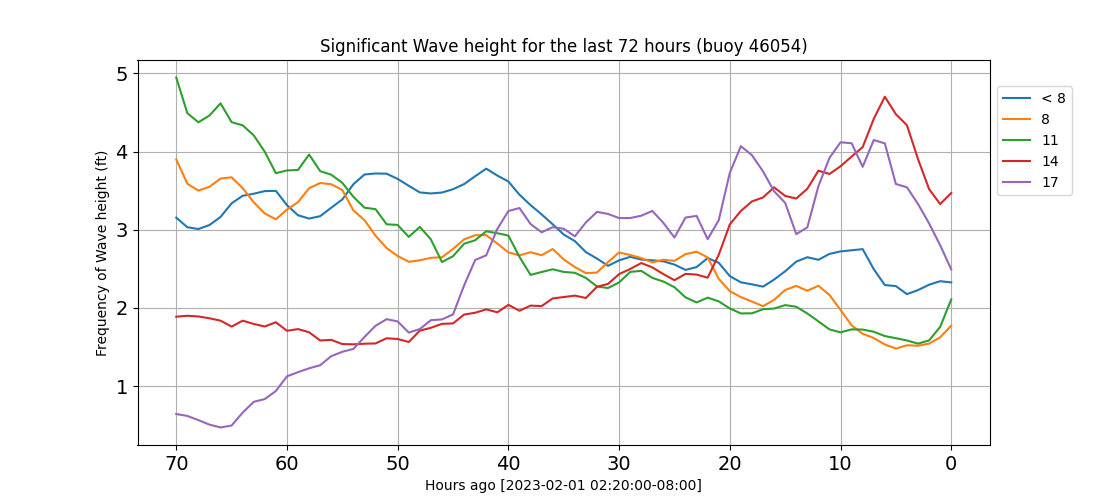 Significant Wave height for the last 72 hours (buoy 46054)
Frequency of Wave height (ft)
5
4
3
2
1
70 60 50 40 30 20 10 0
Hours ago [2023-02-01 02:20:00-08:00]
< 8
8
11
14
17